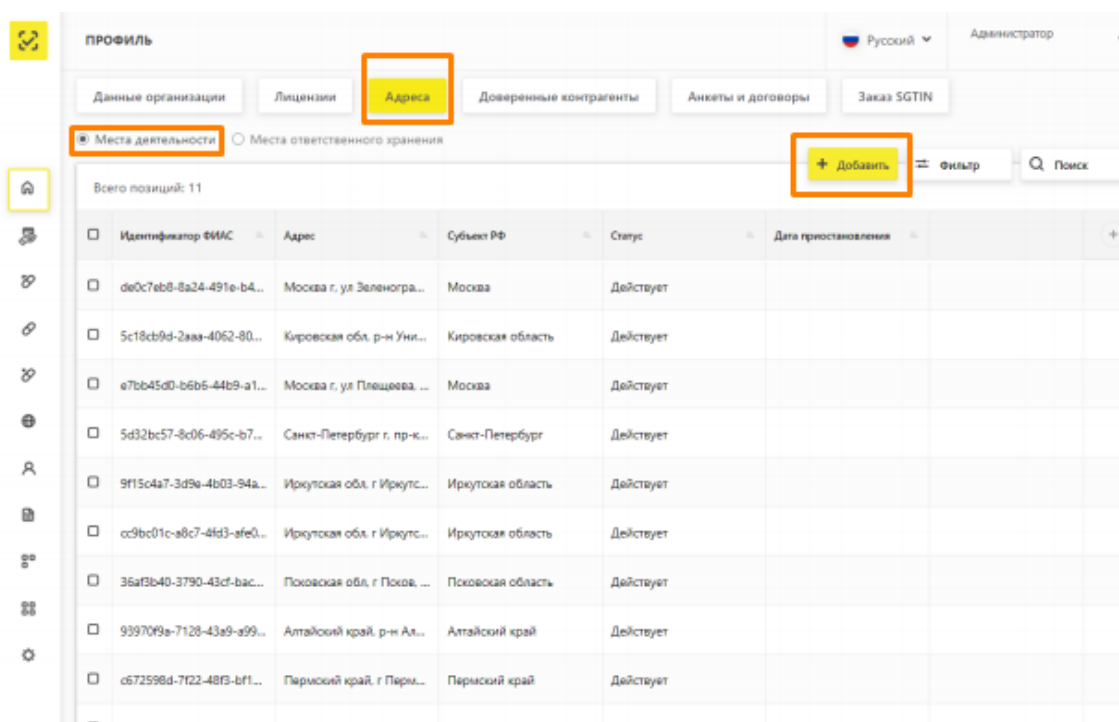 ПРОФИЛЬ
Русский
Администратор
Данные организации
Лицензии
Адреса
Доверенные контрагенты
Анкеты и договоры
Заказ SGTIN
Места деятельности
Места ответственного хранения
+ Добавить
Фильтр
Поиск
Всего позиций: 11
Идентификатор ФИАС Адрес Субъект РФ Статус Дата приостановления
de0c7eb8-8a24-491e-b4... Москва г, ул Зеленогра... Москва Действует
5c18cb9d-2aaa-4062-80... Кировская обл, р-н Уни... Кировская область Действует
e7bb45d0-b6b6-44b9-a1... Москва г, ул Плещеева, ... Москва Действует
5d32bc57-8c06-495c-b7... Санкт-Петербург г, пр-к... Санкт-Петербург Действует
9f15c4a7-3d9e-4b03-94a... Иркутская обл, г Иркутс... Иркутская область Действует
cc9bc01c-a8c7-4fd3-afe0... Иркутская обл, г Иркутс... Иркутская область Действует
36af3b40-3790-43cf-bac... Псковская обл, г Псков, ... Псковская область Действует
93970f9a-7128-43a9-a99... Алтайский край, р-н Ал... Алтайский край Действует
c672598d-7f22-48f3-bf1... Пермский край, г Перм... Пермский край Действует